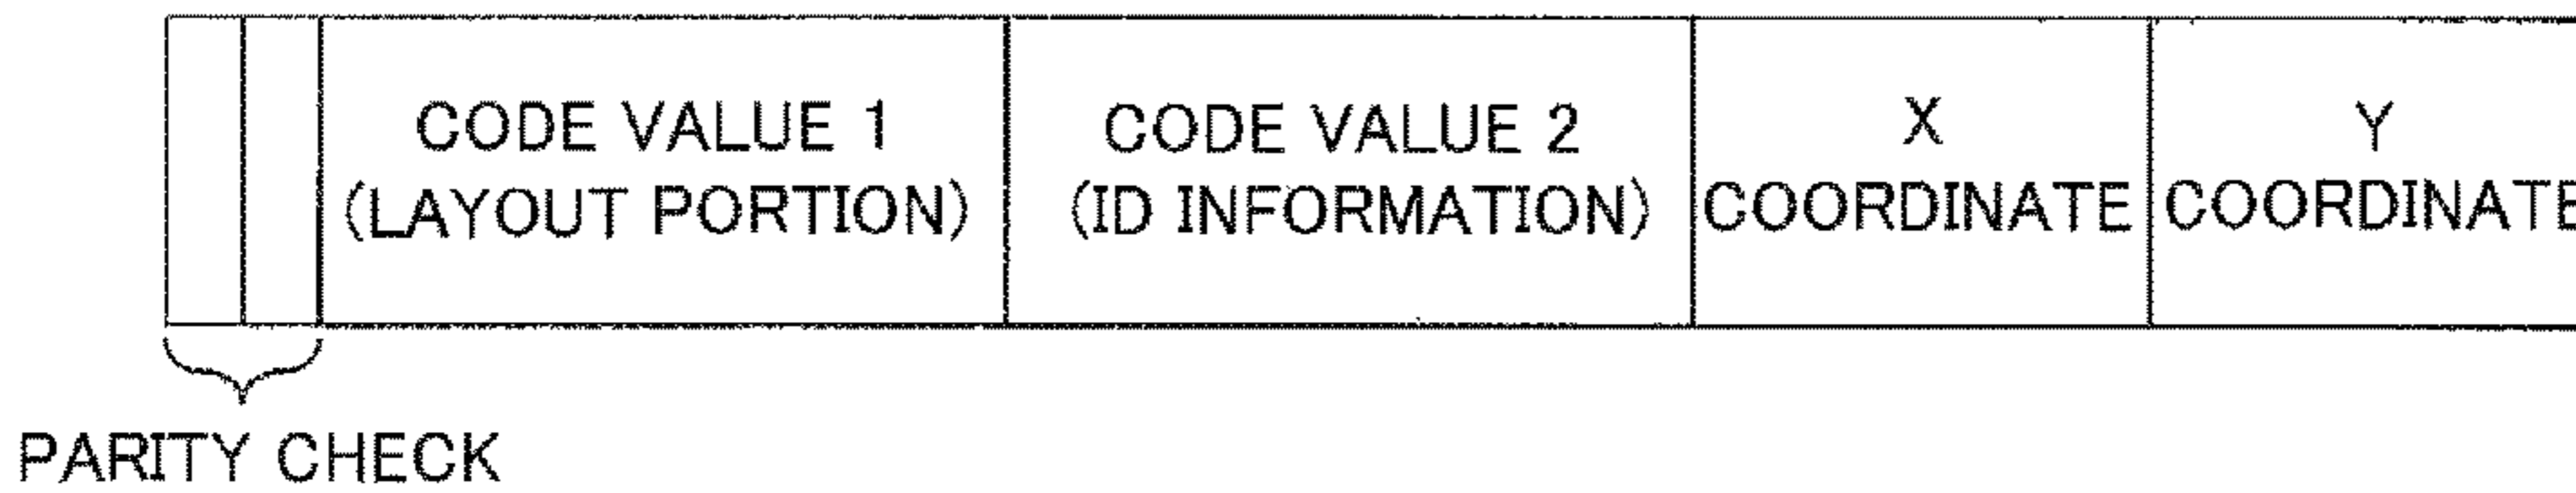 CODE VALUE 1
(LAYOUT PORTION)
CODE VALUE 2
(ID INFORMATION)
X
COORDINATE
Y
COORDINATE
PARITY CHECK